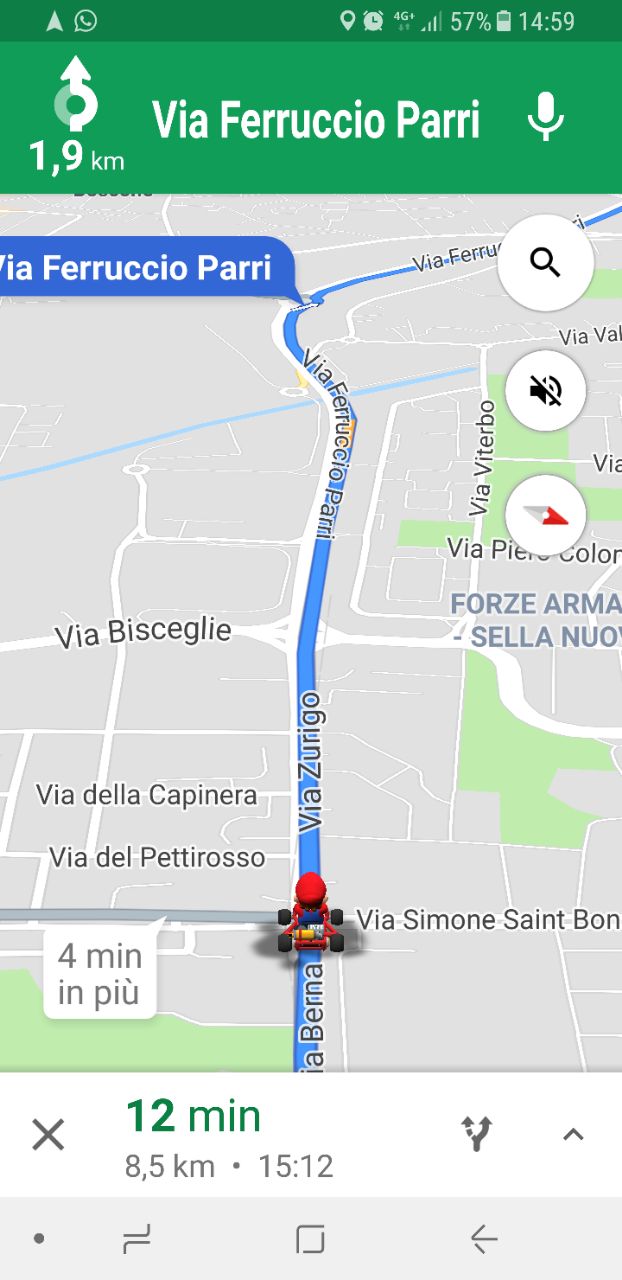 4G+ 57% 14:59
Via Ferruccio Parri
1,9 km
Via Ferruccio Parri
Via Ferruc
Via Val
Via Ferruccio Parri
Via Viterbo
Via
Via Piero Color
Via Bisceglie
FORZE ARMA
- SELLA NUOV
Via Zurigo
Via della Capinera
Via del Pettirosso
Via Simone Saint Bon
4 min
in più
ia Berna
12 min
8,5 km • 15:12